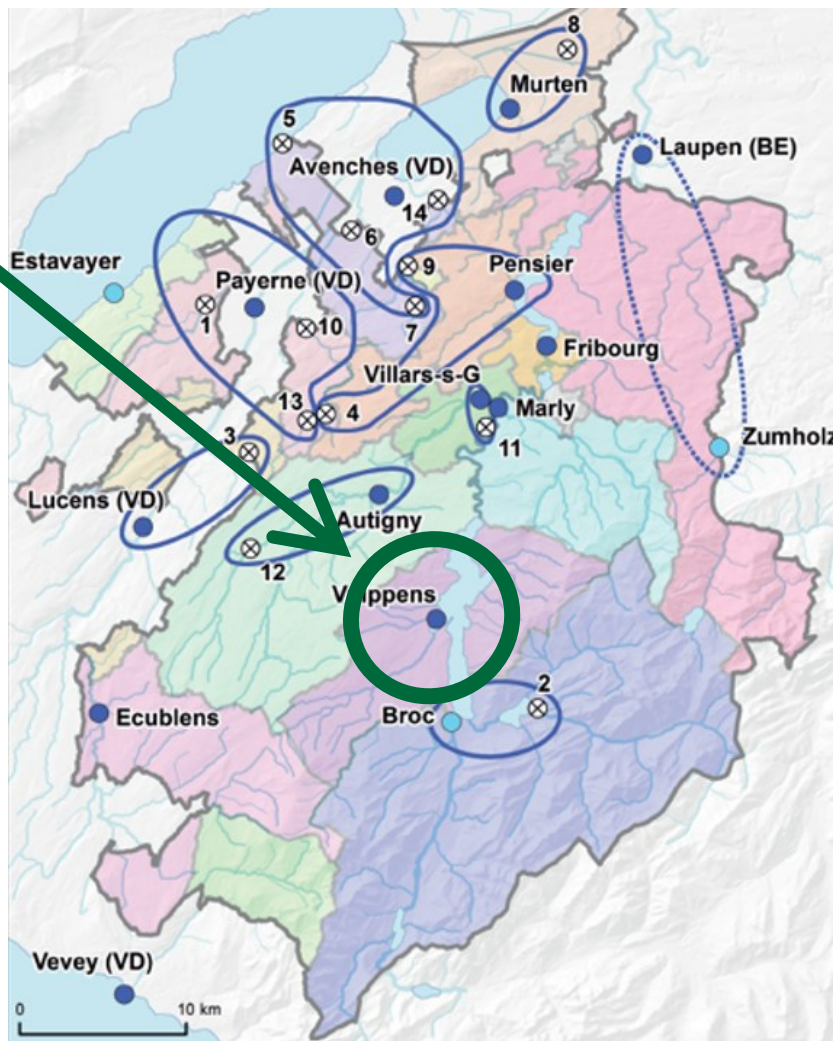 8
Murten
5
Laupen (BE)
Avenches (VD)
14
6
Estavayer
9
Payerne (VD)
Pensier
1
10
7
Fribourg
Villars-s-G
13
4
Marly
3
11
Zumholz
Lucens (VD)
Autigny
12
Vuippens
2
Ecublens
Broc
Vevey (VD)
0
10 km